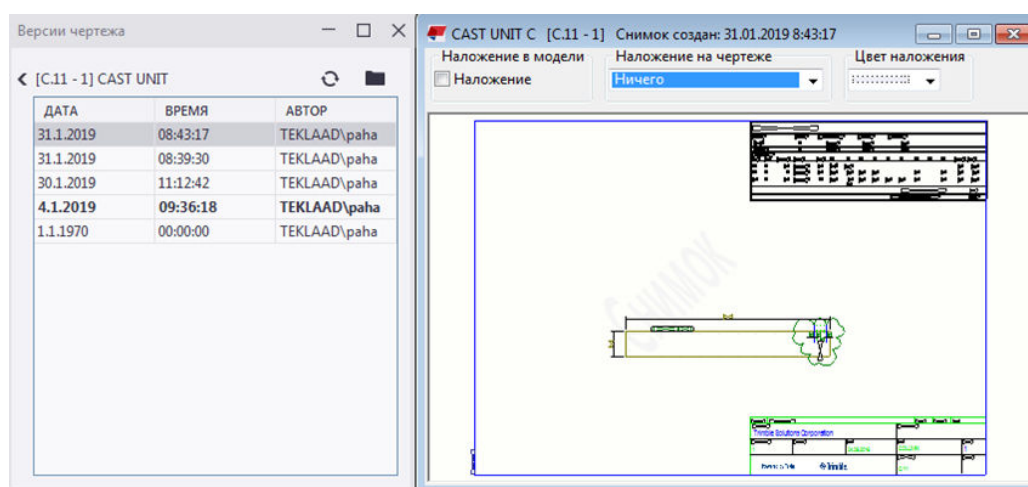 Версии чертежа
[C.11 - 1] CAST UNIT
ДАТА ВРЕМЯ АВТОР
31.1.2019 08:43:17 TEKLAAD\paha
31.1.2019 08:39:30 TEKLAAD\paha
30.1.2019 11:12:42 TEKLAAD\paha
4.1.2019 09:36:18 TEKLAAD\paha
1.1.1970 00:00:00 TEKLAAD\paha
CAST UNIT C [C.11 - 1] Снимок создан: 31.01.2019 8:43:17
Наложение в модели Наложение на чертеже Цвет наложения
Наложение Ничего
Снимок
Trimble Solutions Corporation
Trimble